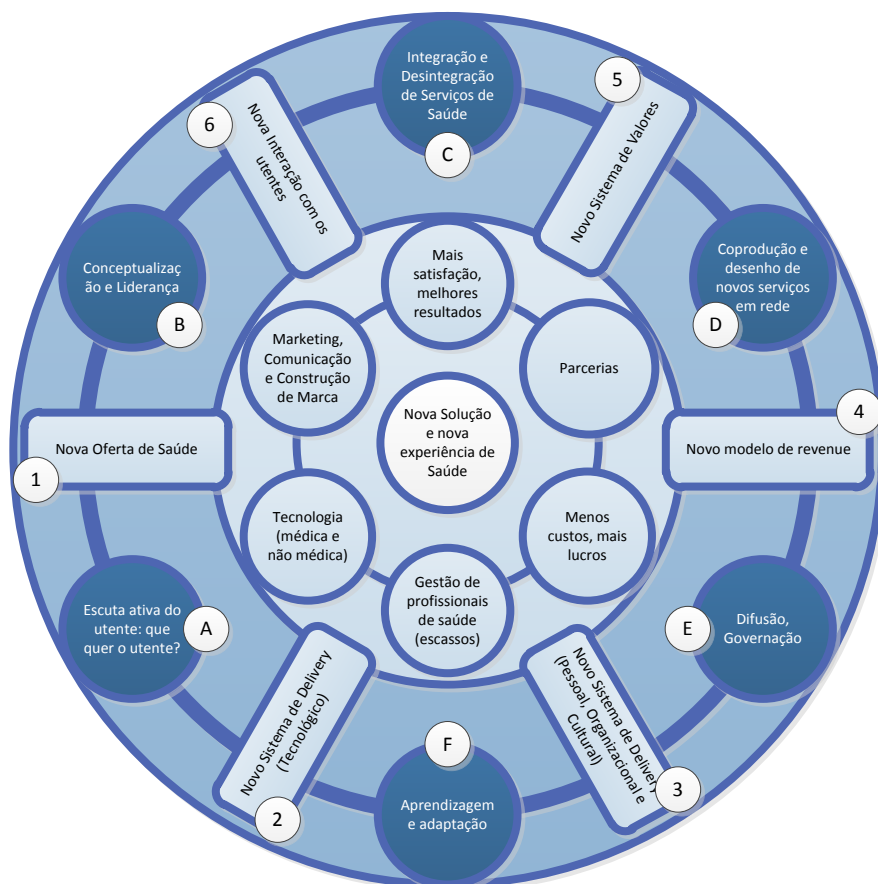 Integração e
Desintegração
de Serviços de
Saúde
C
5
Novo Sistema de Valores
6
Nova Interação com os
utentes
Conceptualizaç
ão e Liderança
B
Coprodução e
desenho de
novos serviços
em rede
D
Mais
satisfação,
melhores
resultados
Marketing,
Comunicação
e Construção
de Marca
Parcerias
Nova Solução
e nova
experiência de
Saúde
Nova Oferta de Saúde
1
Novo modelo de revenue
4
Tecnologia
(médica e
não médica)
Menos
custos, mais
lucros
Gestão de
profissionais
de saúde
(escassos)
Escuta ativa do
utente: que
quer o utente?
A
E
Difusão,
Governação
Novo Sistema de Delivery
(Tecnológico)
2
Novo Sistema de Delivery
(Pessoal, Organizacional e
Cultural)
3
F
Aprendizagem
e adaptação